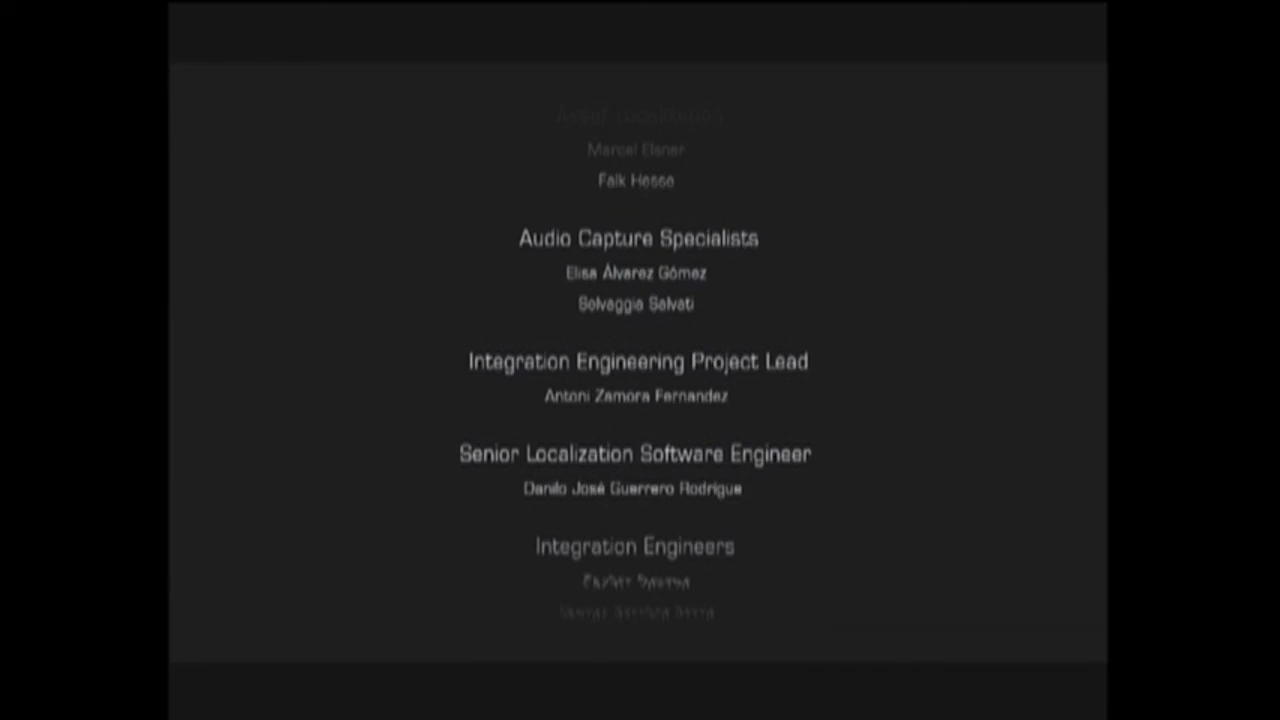 Marcel Elsner
Falk Hesse
Audio Capture Specialists
Elisa Álvarez Gómez
Selvaggia Salvati
Integration Engineering Project Lead
Antoni Zamora Fernandez
Senior Localization Software Engineer
Danilo José Guerrero Rodrigue
Integration Engineers